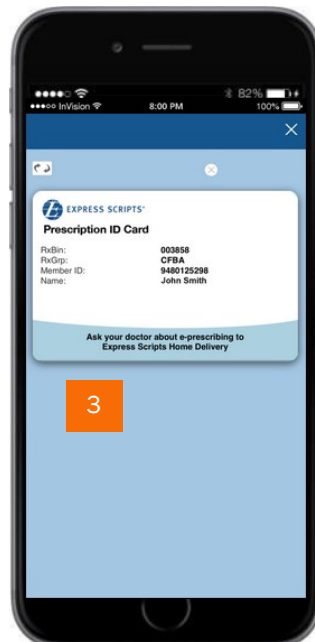 82%
InVision 8:00 PM 100%
EXPRESS SCRIPTS®
Prescription ID Card
RxBin: 003858
RxGrp: CFBA
Member ID: 9480125298
Name: John Smith
Ask your doctor about e-prescribing to
Express Scripts Home Delivery
3